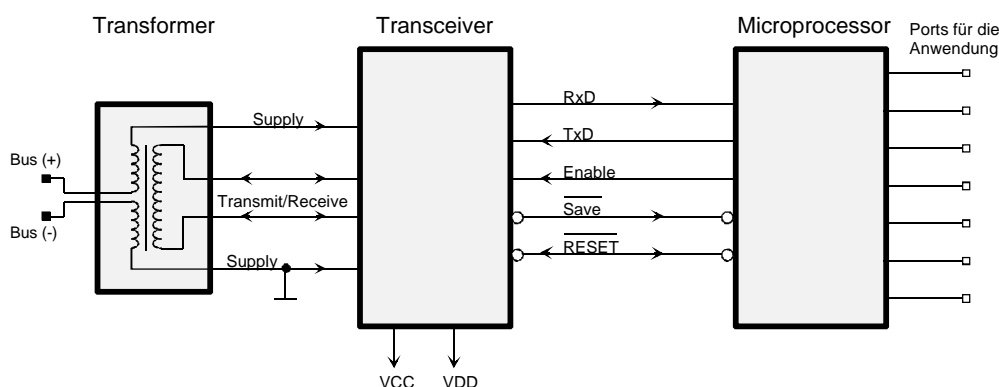 Transformer
Transceiver
Microprocessor
Ports für die
Anwendung
Supply
RxD
TxD
Bus (+)
Enable
Transmit/Receive
Save
Bus (-)
RESET
Supply
VCC
VDD